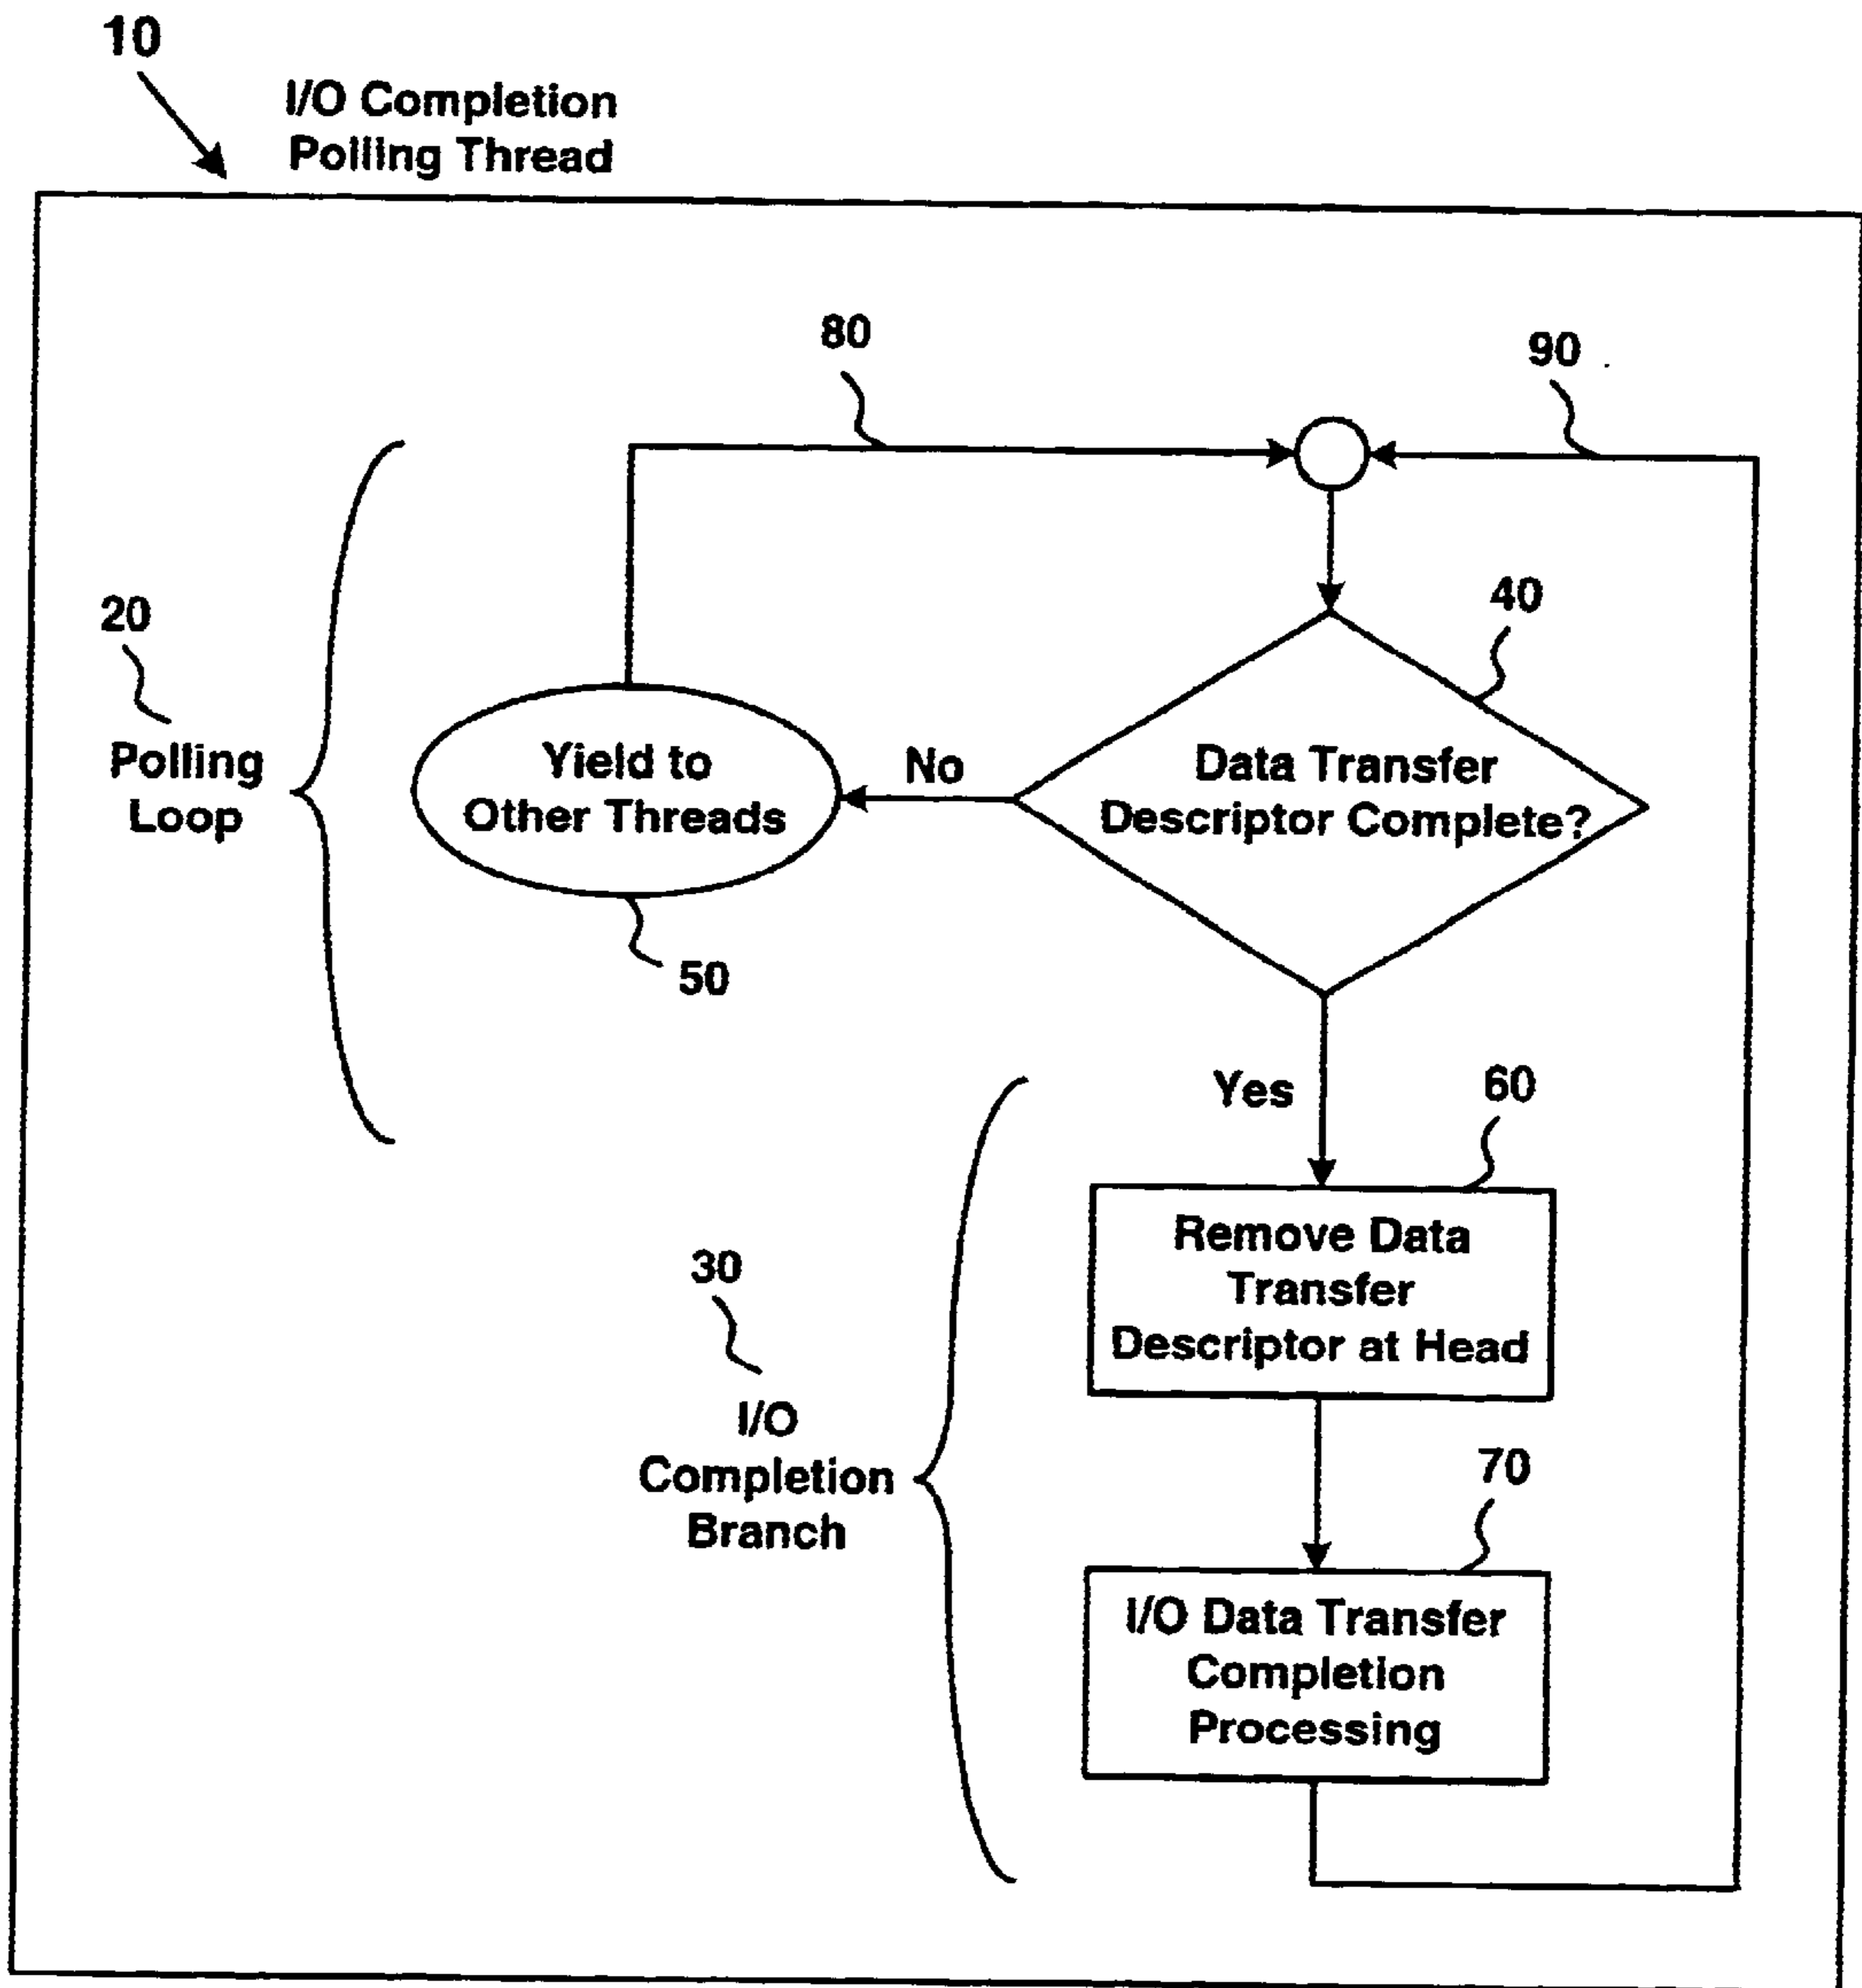 10
I/O Completion
Polling Thread
80
90
40
20
Polling
Loop
Yield to
Other Threads
No
Data Transfer
Descriptor Complete?
50
Yes
60
Remove Data
Transfer
Descriptor at Head
30
I/O
Completion
Branch
70
I/O Data Transfer
Completion
Processing